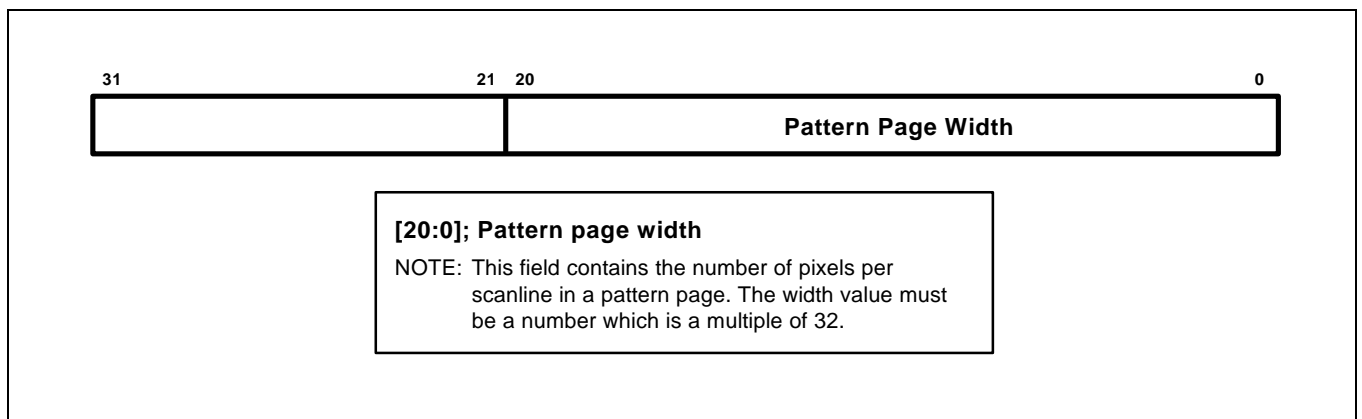 31 21 20 0
Pattern Page Width
[20:0]; Pattern page width
NOTE: This field contains the number of pixels per
scanline in a pattern page. The width value must
be a number which is a multiple of 32.